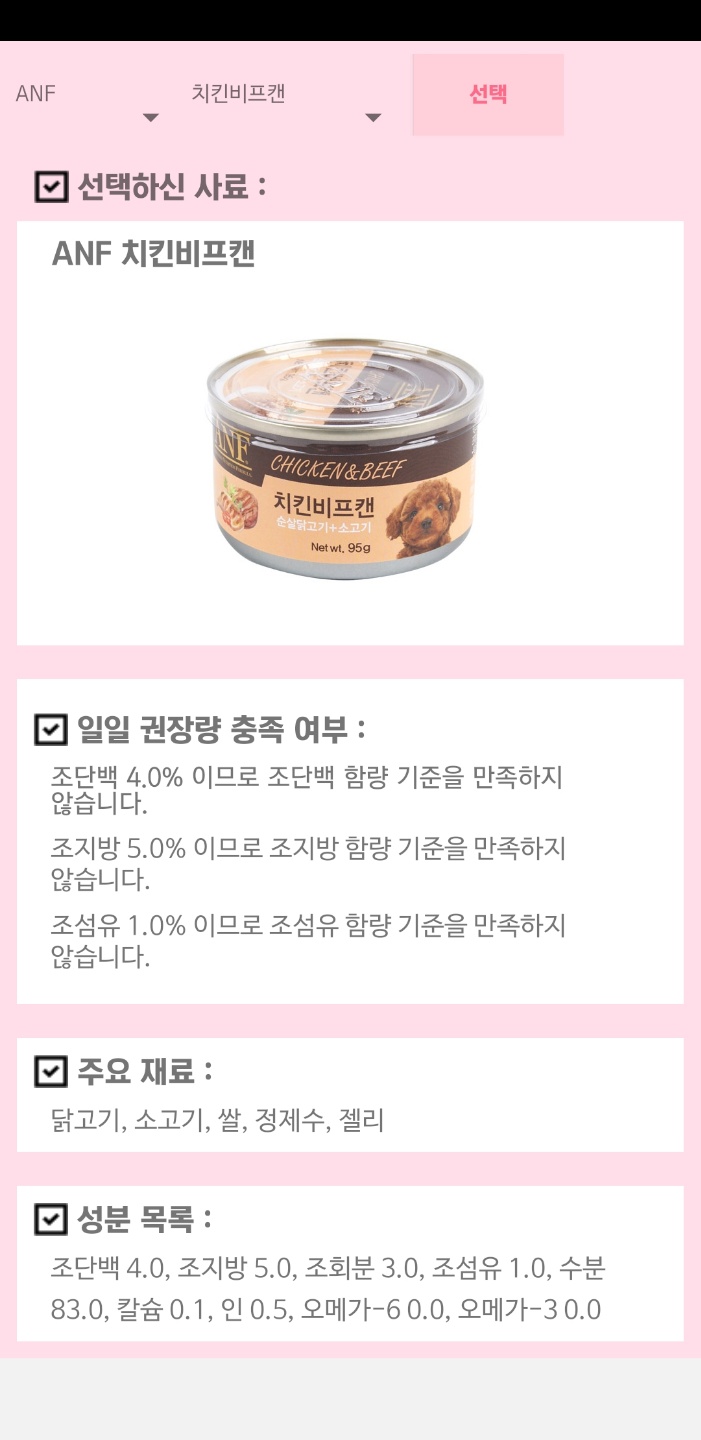 ANF
치킨비프캔
선택
선택하신 사료 :
ANF 치킨비프캔
ANF
CHICKEN&BEEF
치킨비프캔
순살닭고기+소고기
Net wt. 95g
일일 권장량 충족 여부 :
조단백 4.0% 이므로 조단백 함량 기준을 만족하지
않습니다.
조지방 5.0% 이므로 조지방 함량 기준을 만족하지
않습니다.
조섬유 1.0% 이므로 조섬유 함량 기준을 만족하지
않습니다.
주요 재료 :
닭고기, 소고기, 쌀, 정제수, 젤리
성분 목록 :
조단백 4.0, 조지방 5.0, 조회분 3.0, 조섬유 1.0, 수분
83.0, 칼슘 0.1, 인 0.5, 오메가-6 0.0, 오메가-3 0.0